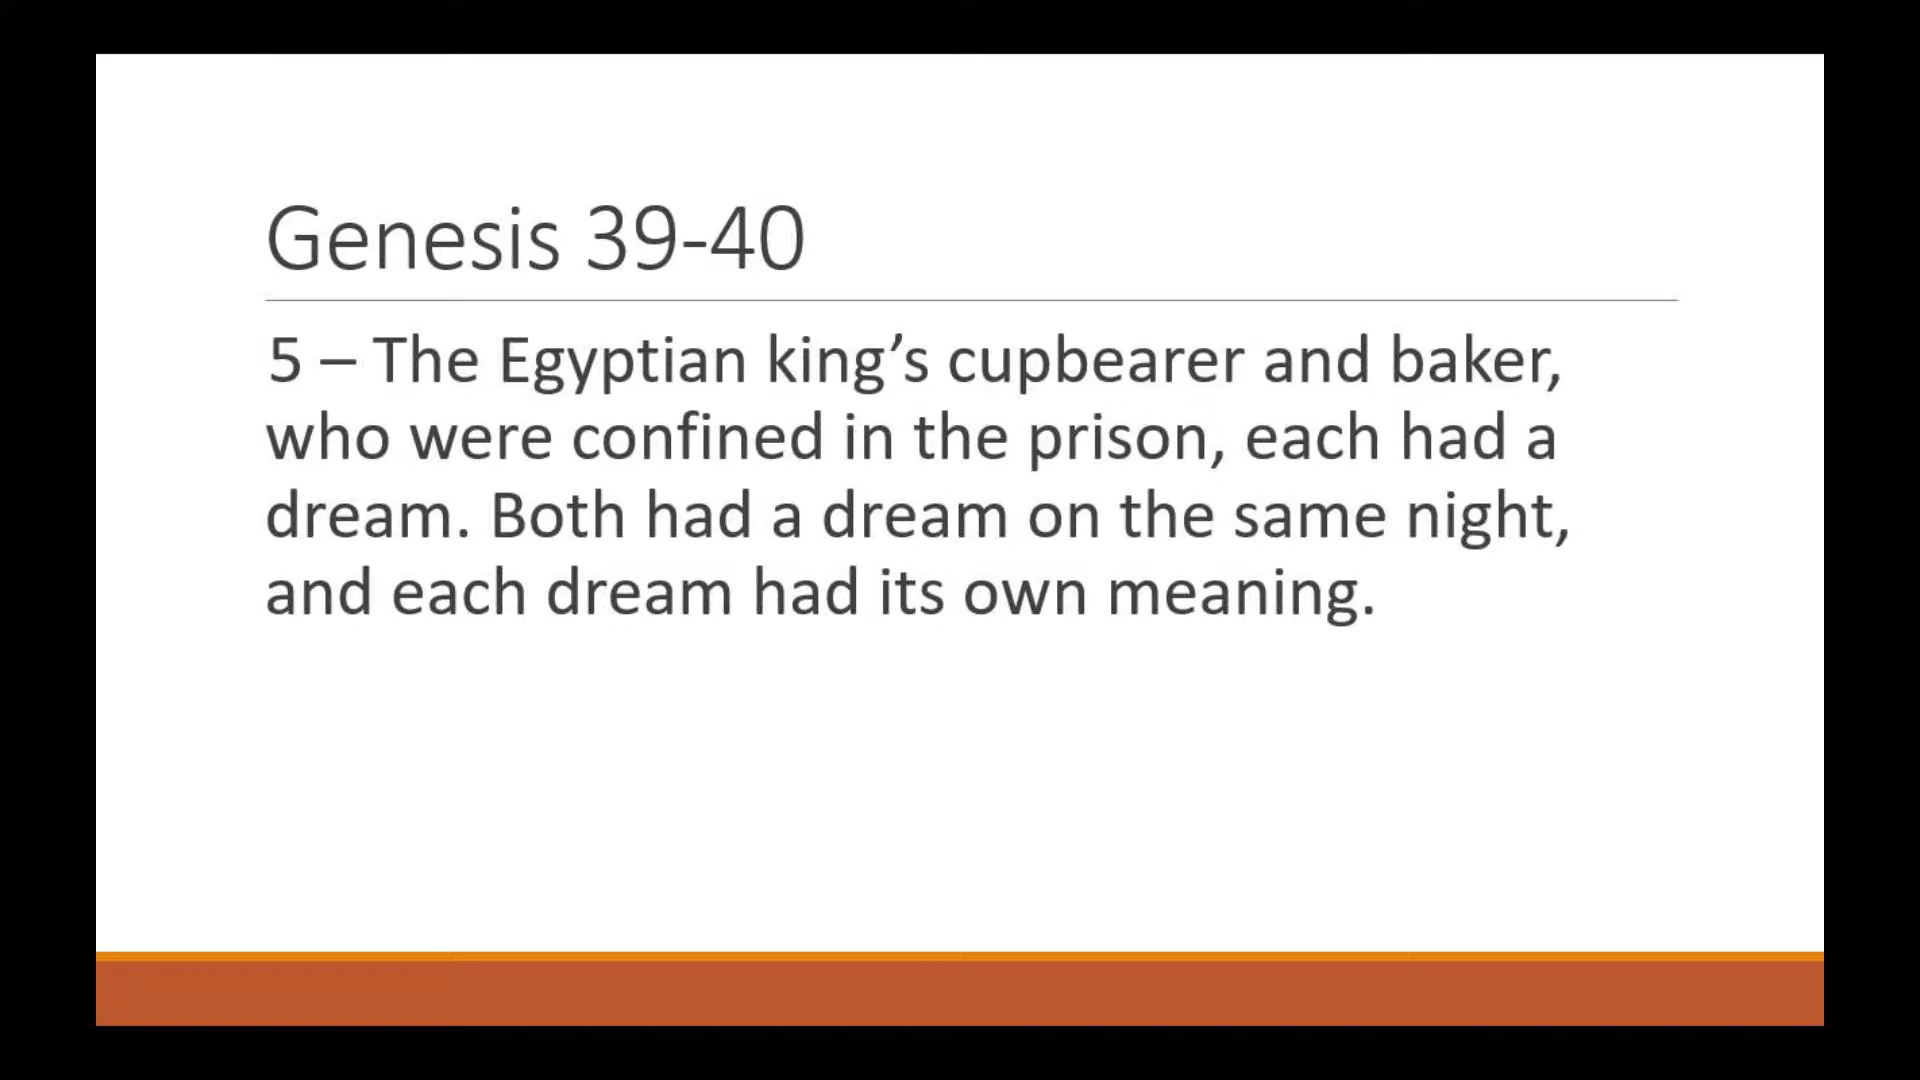 Genesis 39-40
5 – The Egyptian king’s cupbearer and baker,
who were confined in the prison, each had a
dream. Both had a dream on the same night,
and each dream had its own meaning.